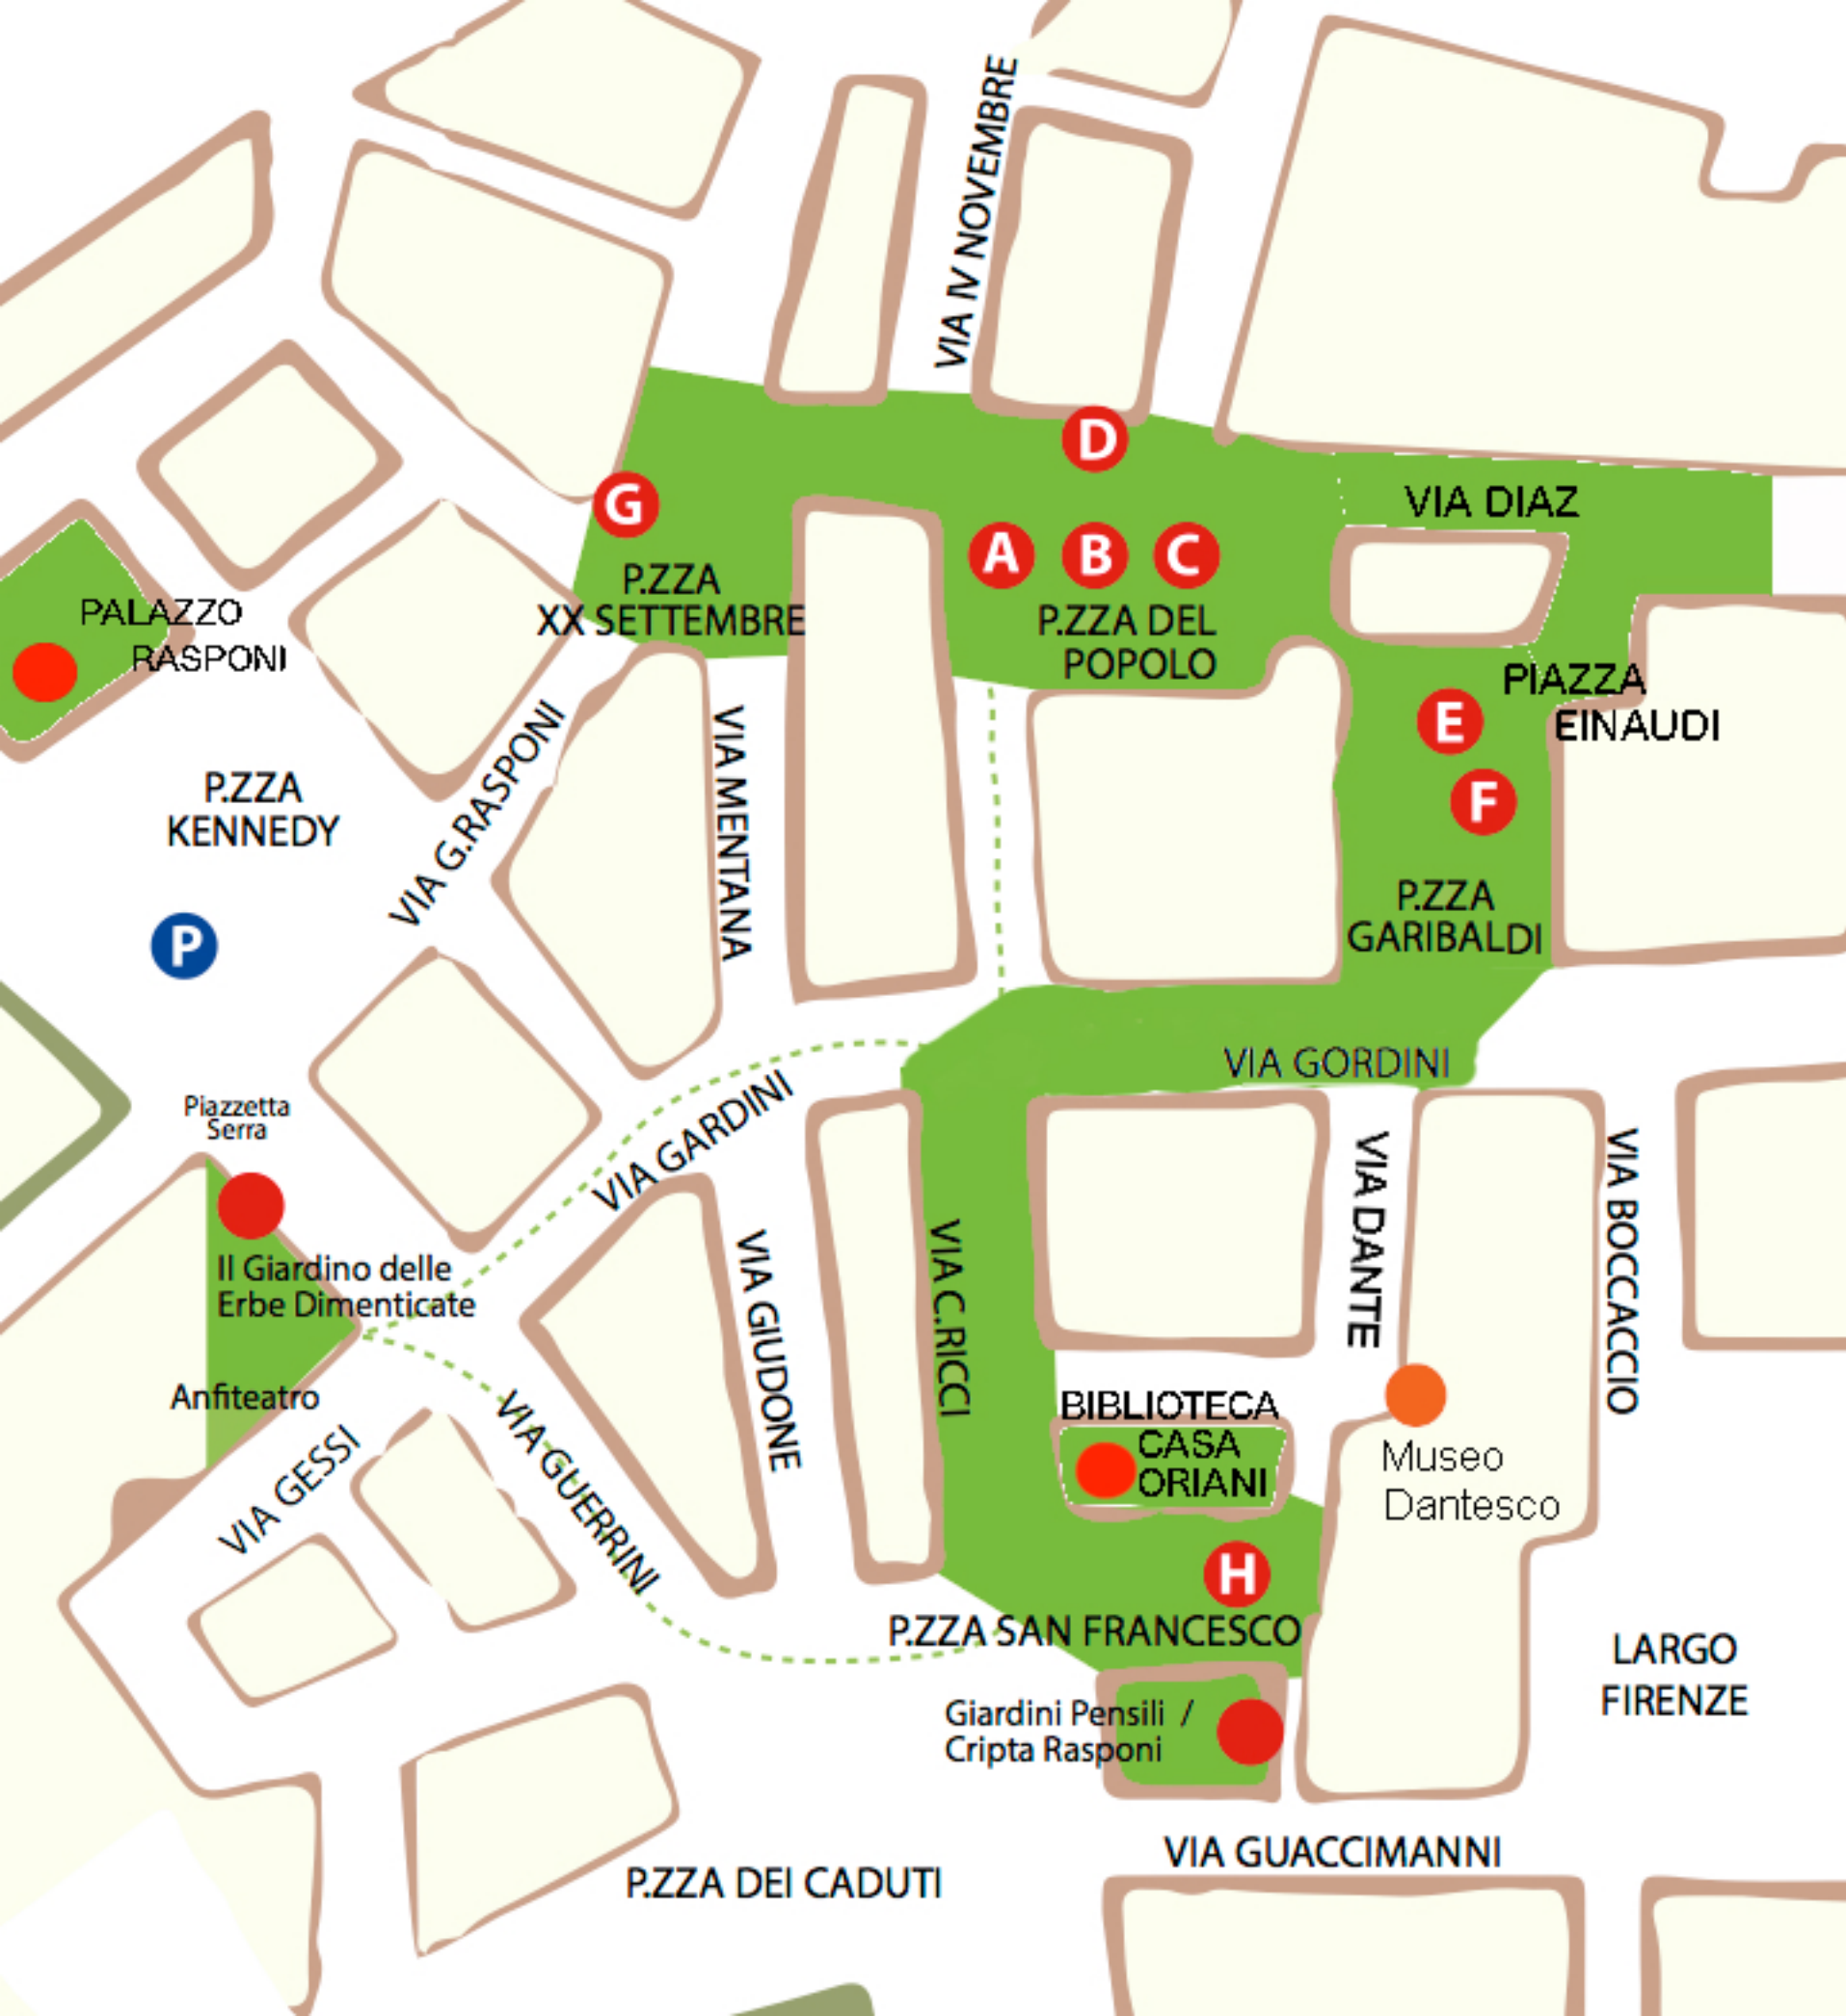 VIA IV NOVEMBRE
D
VIA DIAZ
G
A
B
C
P.ZZA
XX SETTEMBRE
P.ZZA DEL
POPOLO
PALAZZO
RASPONI
PIAZZA
EINAUDI
E
F
P.ZZA
KENNEDY
VIA G.RASPONI
VIA MENTANA
P.ZZA
GARIBALDI
P
VIA GORDINI
Piazzetta
Serra
VIA GARDINI
Il Giardino delle
Erbe Dimenticate
VIA GIUDONE
VIA C.RICCI
VIA DANTE
VIA BOCCACCIO
Anfiteatro
VIA GESSI
VIA GUERRINI
BIBLIOTECA
CASA
ORIANI
Museo
Dantesco
H
P.ZZA SAN FRANCESCO
LARGO
FIRENZE
Giardini Pensili /
Cripta Rasponi
VIA GUACCIMANNI
P.ZZA DEI CADUTI